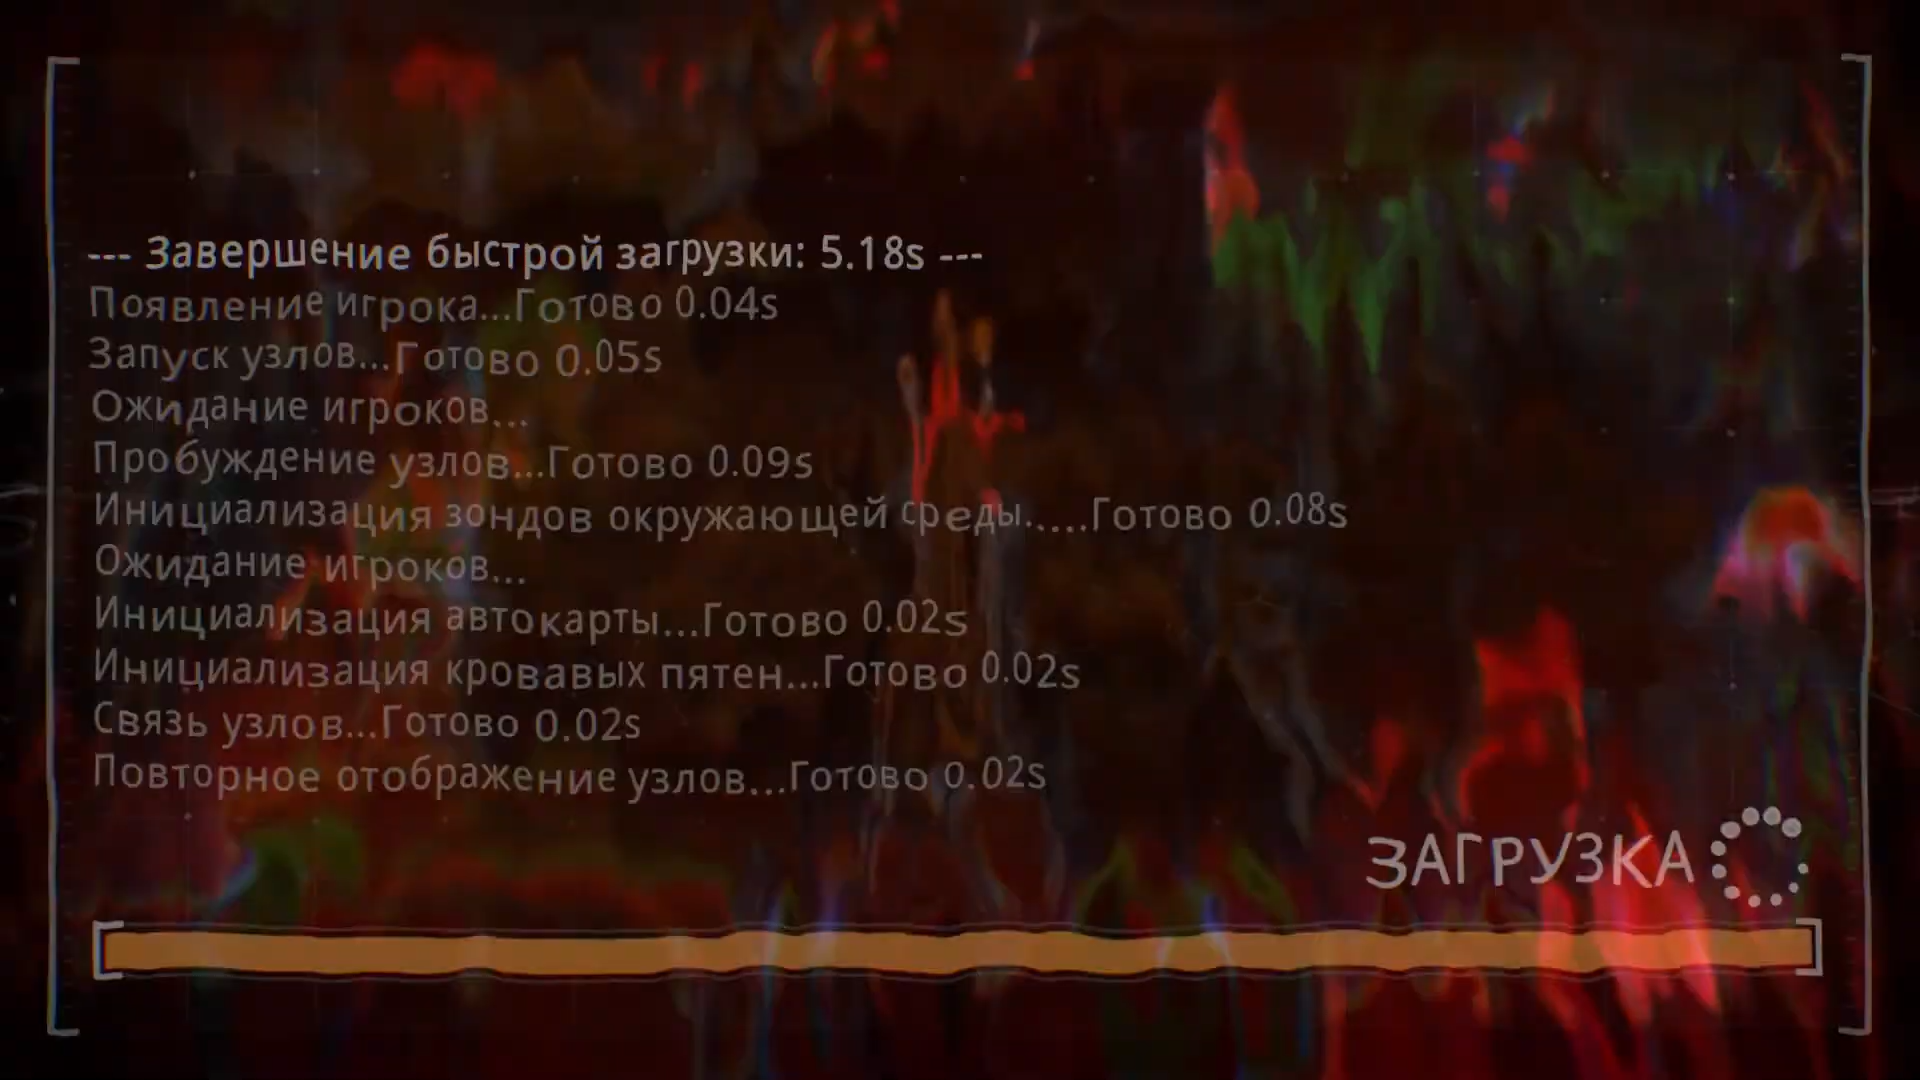 --- Завершение быстрой загрузки: 5.18s ---
Появление игрока...Готово 0.04s
Запуск узлов...Готово 0.05s
Ожидание игроков...
Пробуждение узлов...Готово 0.09s
Инициализация зондов окружающей среды.....Готово 0.08s
Ожидание игроков...
Инициализация автокарты...Готово 0.02s
Инициализация кровавых пятен...Готово 0.02s
Связь узлов...Готово 0.02s
Повторное отображение узлов...Готово 0.02s
ЗАГРУЗКА